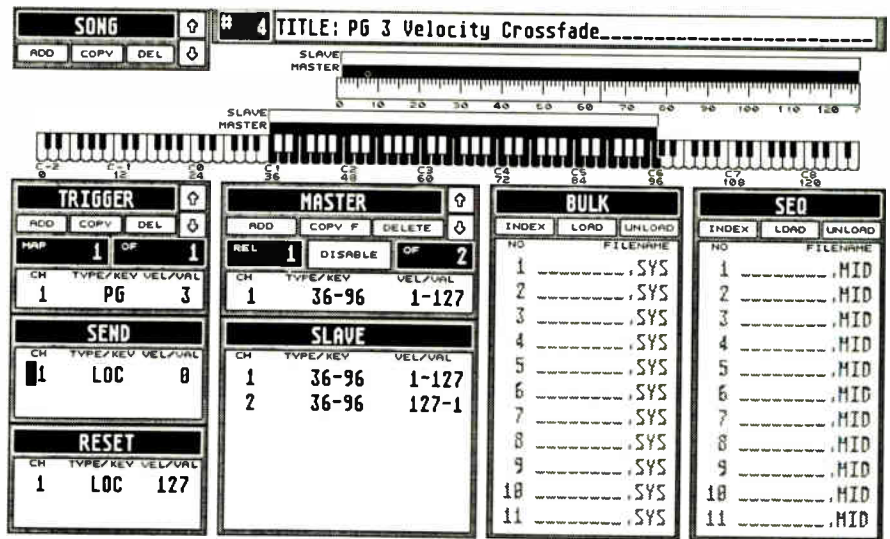 SONG
# 4 TITLE: PG 3 Velocity Crossfade
ADD COPY DEL
SLAVE
MASTER
0 10 20 30 40 50 60 70 80 90 100 110 120
SLAVE
MASTER
C-2 C-1 C0 C1 C2 C3 C4 C5 C6 C7 C8
0 12 24 36 48 60 72 84 96 108 120
TRIGGER
ADD COPY DEL
MAP 1 OF 1
CH TYPE/KEY VEL/VAL
1 PG 3
SEND
CH TYPE/KEY VEL/VAL
1 LOC 0
RESET
CH TYPE/KEY VEL/VAL
1 LOC 127
MASTER
ADD COPY F DELETE
REL 1 DISABLE OF 2
CH TYPE/KEY VEL/VAL
1 36-96 1-127
SLAVE
CH TYPE/KEY VEL/VAL
1 36-96 1-127
2 36-96 127-1
BULK
INDEX LOAD UNLOAD
NO FILENAME
1 ________.SYS
2 ________.SYS
3 ________.SYS
4 ________.SYS
5 ________.SYS
6 ________.SYS
7 ________.SYS
8 ________.SYS
9 ________.SYS
10 ________.SYS
11 ________.SYS
SEQ
INDEX LOAD UNLOAD
NO FILENAME
1 ________.MID
2 ________.MID
3 ________.MID
4 ________.MID
5 ________.MID
6 ________.MID
7 ________.MID
8 ________.MID
9 ________.MID
10 ________.MID
11 ________.MID